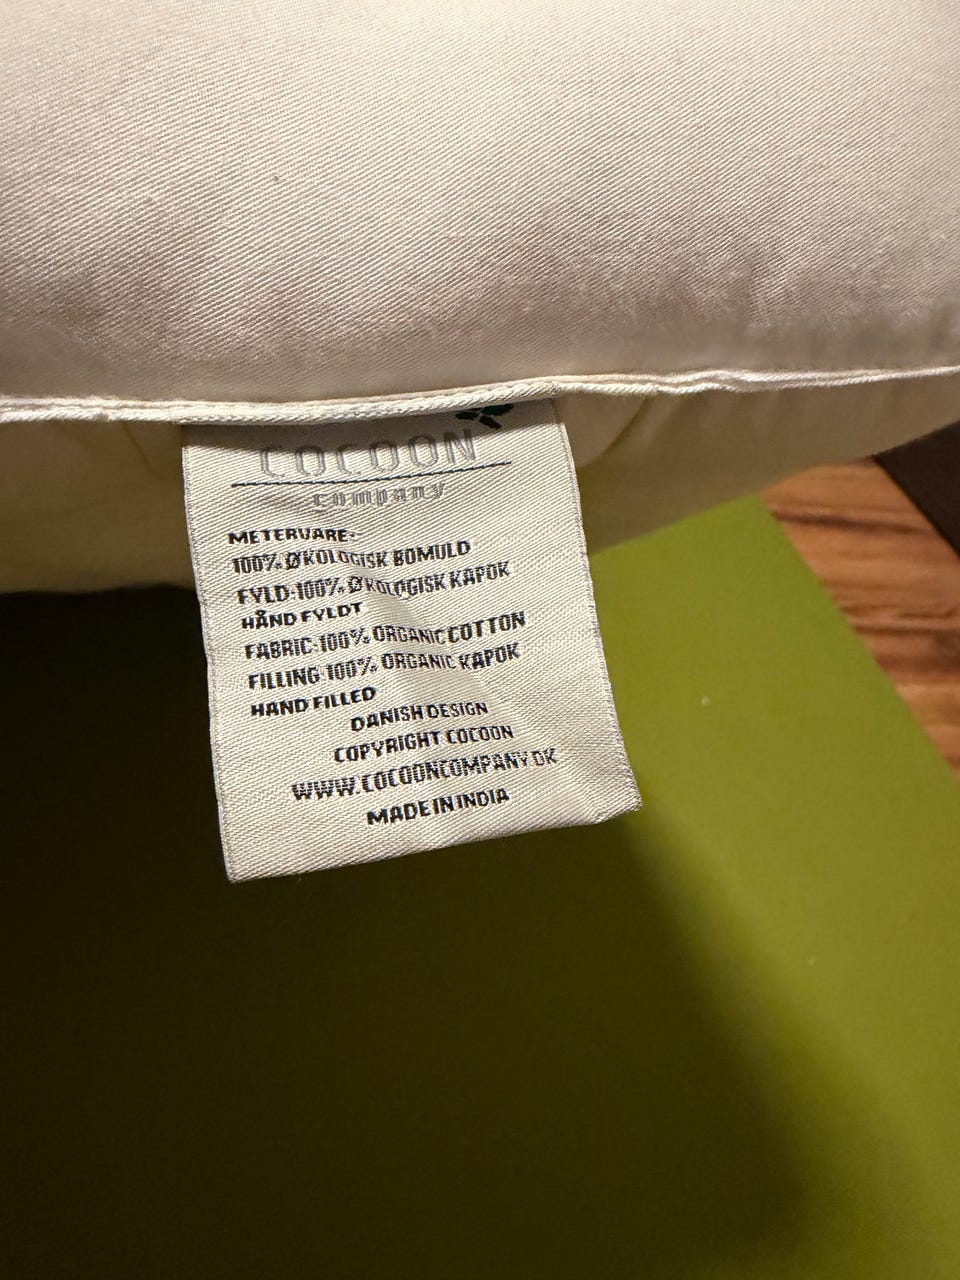 COCOON
company
METERVARE:
100% ØKOLOGISK BOMULD
FYLD:100% ØKOLOGISK KAPOK
HÅND FYLDT
FABRIC:100% ORGANIC COTTON
FILLING:100% ORGANIC KAPOK
HAND FILLED
DANISH DESIGN
COPYRIGHT COCOON
WWW.COCOONCOMPANY.DK
MADE IN INDIA